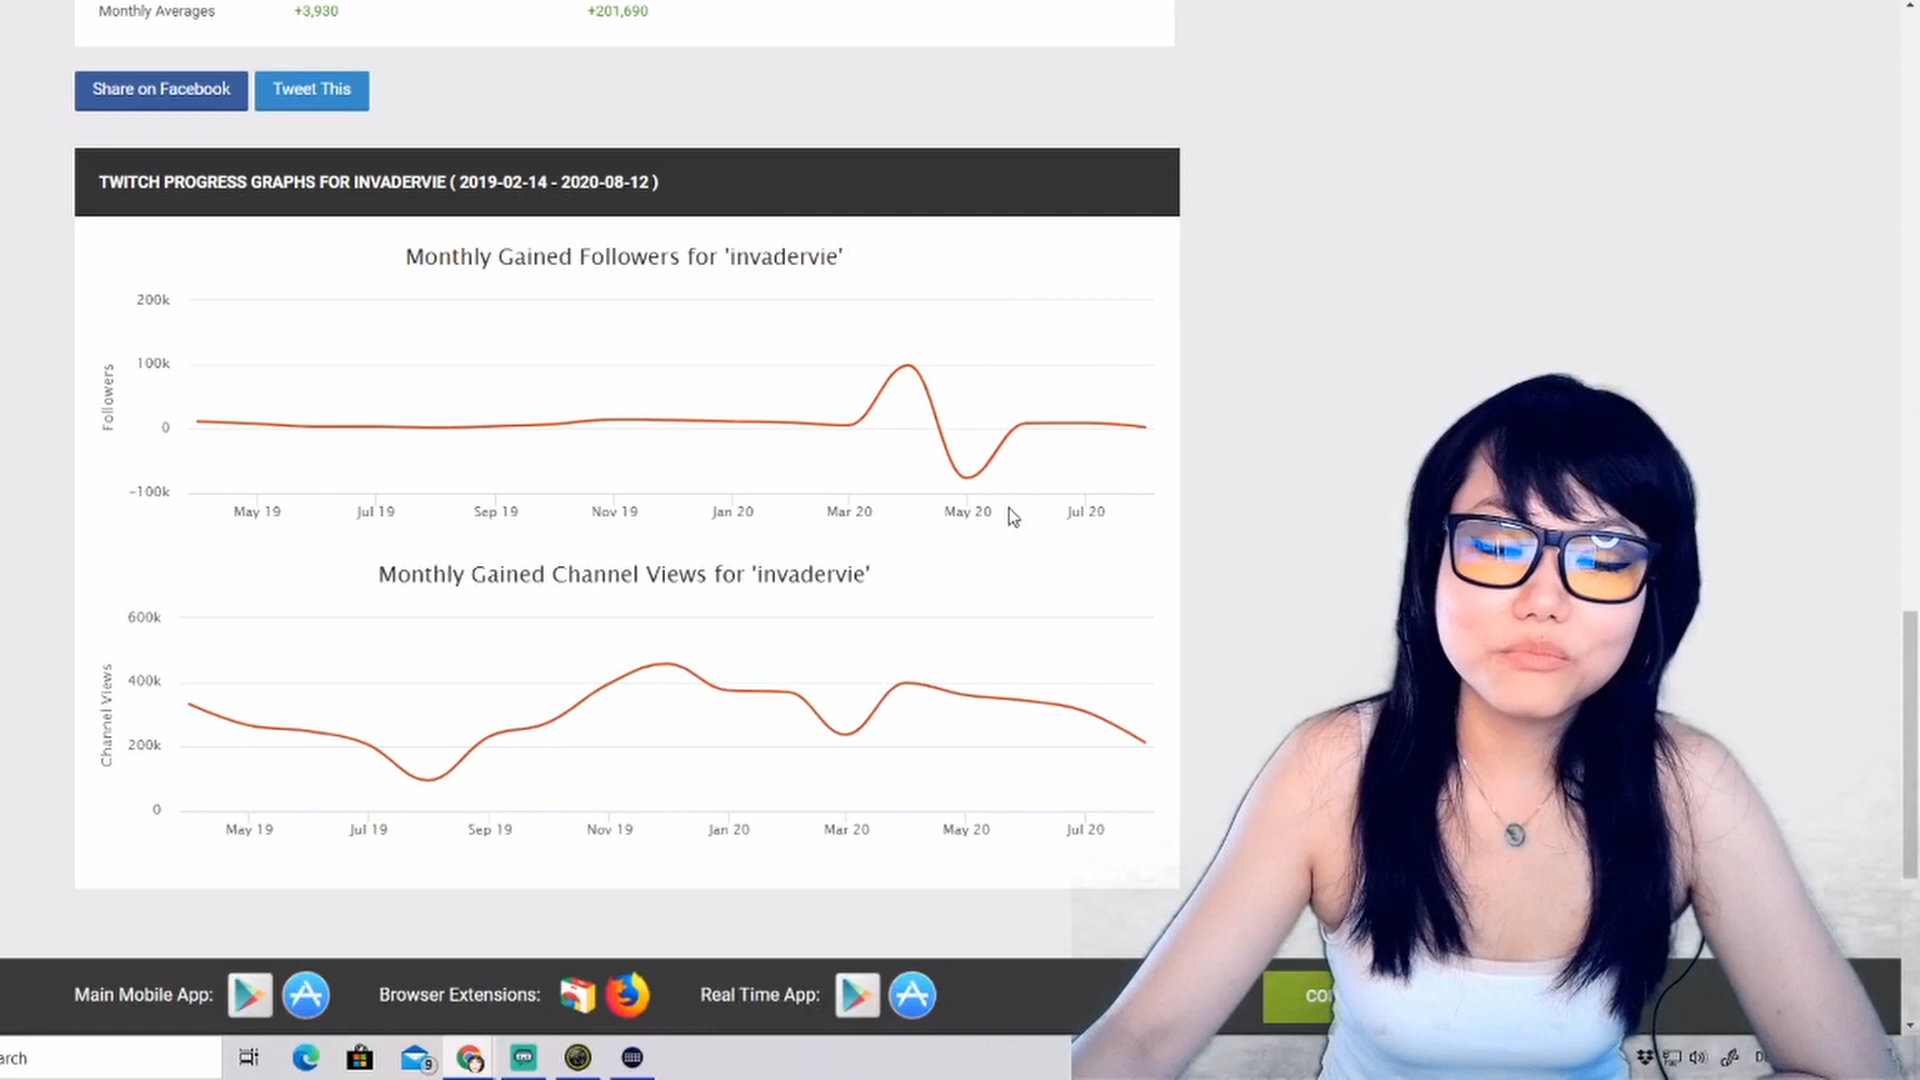 Monthly Averages +3,930 +201,690
Share on Facebook Tweet This
TWITCH PROGRESS GRAPHS FOR INVADERVIE ( 2019-02-14 - 2020-08-12 )
Monthly Gained Followers for 'invadervie'
200k
100k
0
-100k
Followers
May 19 Jul 19 Sep 19 Nov 19 Jan 20 Mar 20 May 20 Jul 20
Monthly Gained Channel Views for 'invadervie'
600k
400k
200k
0
Channel Views
May 19 Jul 19 Sep 19 Nov 19 Jan 20 Mar 20 May 20 Jul 20
Main Mobile App: Browser Extensions: Real Time App:
arch 9